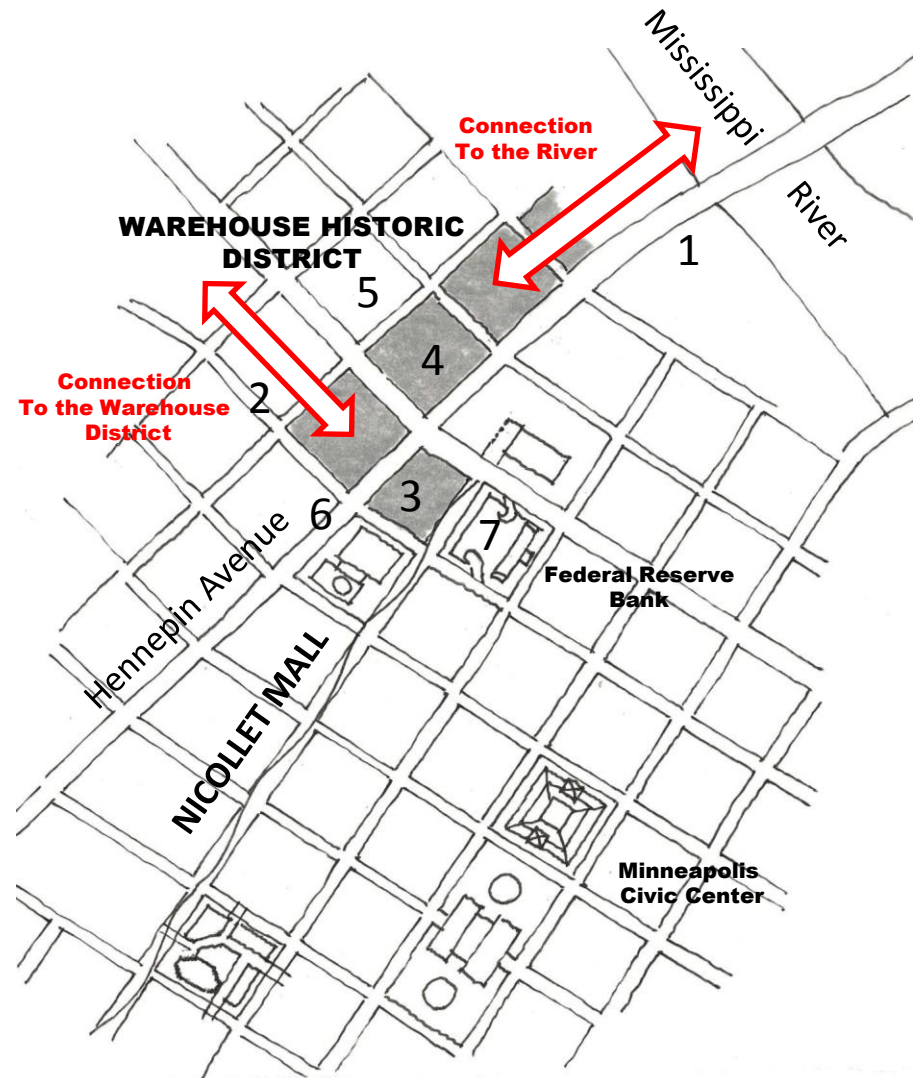 Mississippi
River
Connection
To the River
1
WAREHOUSE HISTORIC
DISTRICT
5
4
Connection
To the Warehouse
District
2
3
6
7
Federal Reserve
Bank
Hennepin Avenue
NICOLLET MALL
Minneapolis
Civic Center